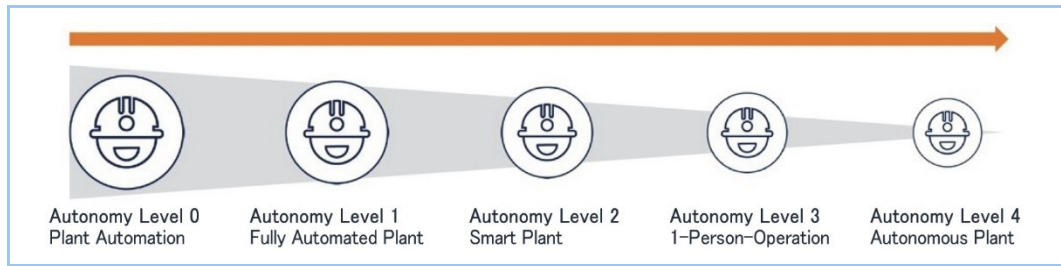 Autonomy Level 0
Plant Automation
Autonomy Level 1
Fully Automated Plant
Autonomy Level 2
Smart Plant
Autonomy Level 3
1-Person-Operation
Autonomy Level 4
Autonomous Plant